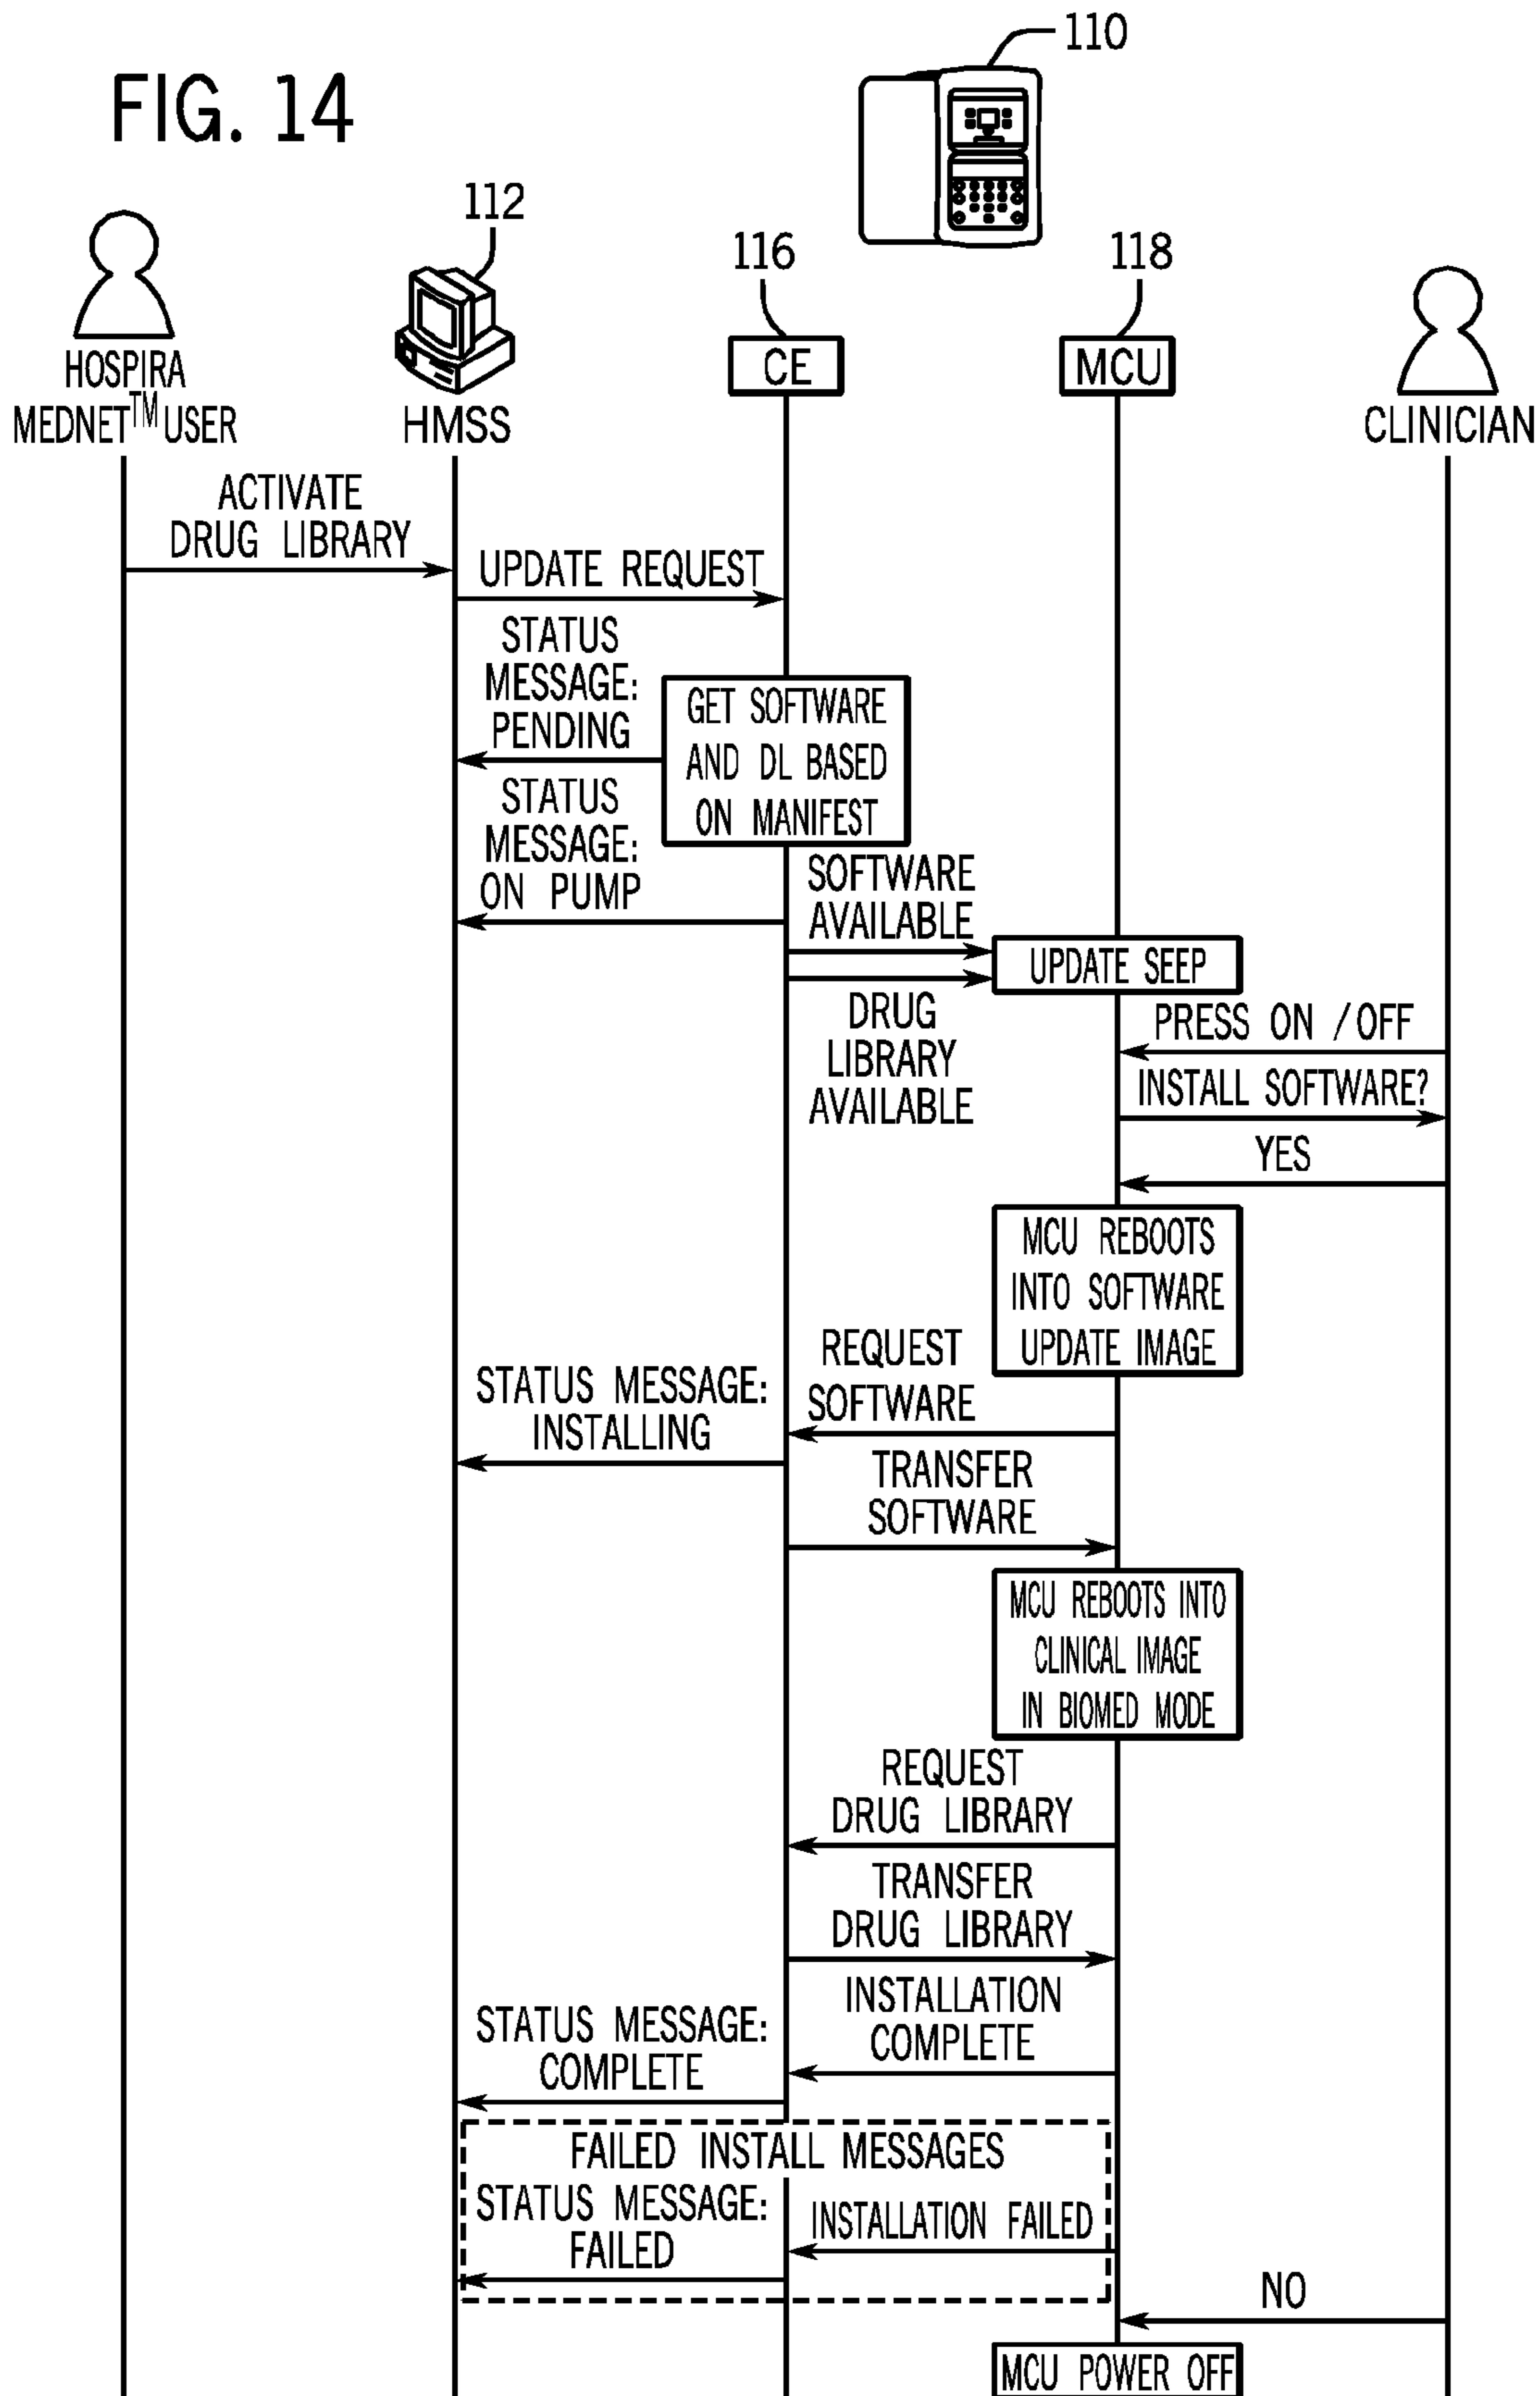 FIG. 14
110
112
116
118
HOSPIRA
MEDNET™ USER
HMSS
CE
MCU
CLINICIAN
ACTIVATE
DRUG LIBRARY
UPDATE REQUEST
STATUS
MESSAGE:
PENDING
GET SOFTWARE
AND DL BASED
ON MANIFEST
STATUS
MESSAGE:
ON PUMP
SOFTWARE
AVAILABLE
UPDATE SEEP
DRUG
LIBRARY
AVAILABLE
PRESS ON / OFF
INSTALL SOFTWARE?
YES
MCU REBOOTS
INTO SOFTWARE
UPDATE IMAGE
REQUEST
SOFTWARE
STATUS MESSAGE:
INSTALLING
TRANSFER
SOFTWARE
MCU REBOOTS INTO
CLINICAL IMAGE
IN BIOMED MODE
REQUEST
DRUG LIBRARY
TRANSFER
DRUG LIBRARY
INSTALLATION
COMPLETE
STATUS MESSAGE:
COMPLETE
FAILED INSTALL MESSAGES
STATUS MESSAGE:
FAILED
INSTALLATION FAILED
NO
MCU POWER OFF